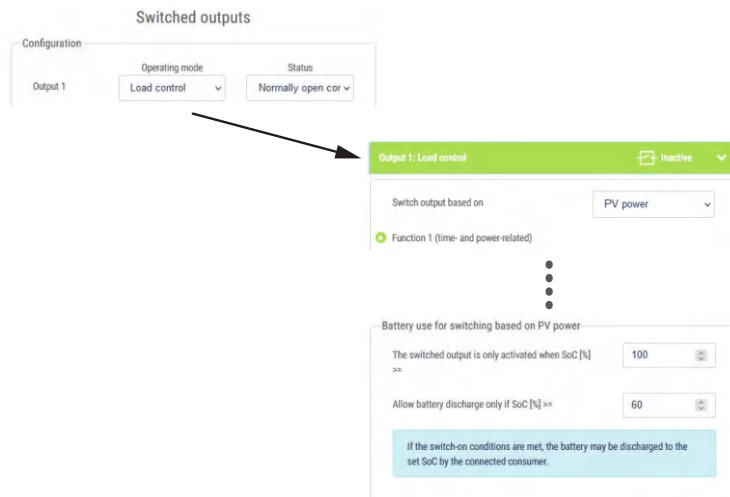 Switched outputs
Configuration
Operating mode
Status
Output 1
Load control
Normally open cor
Output 1: Load control
inactive
Switch output based on
PV power
Function 1 (time- and power-related)
Battery use for switching based on PV power
The switched output is only activated when SoC [%]
>=
100
Allow battery discharge only if SoC [%] >=
60
If the switch-on conditions are met, the battery may be discharged to the
set SoC by the connected consumer.